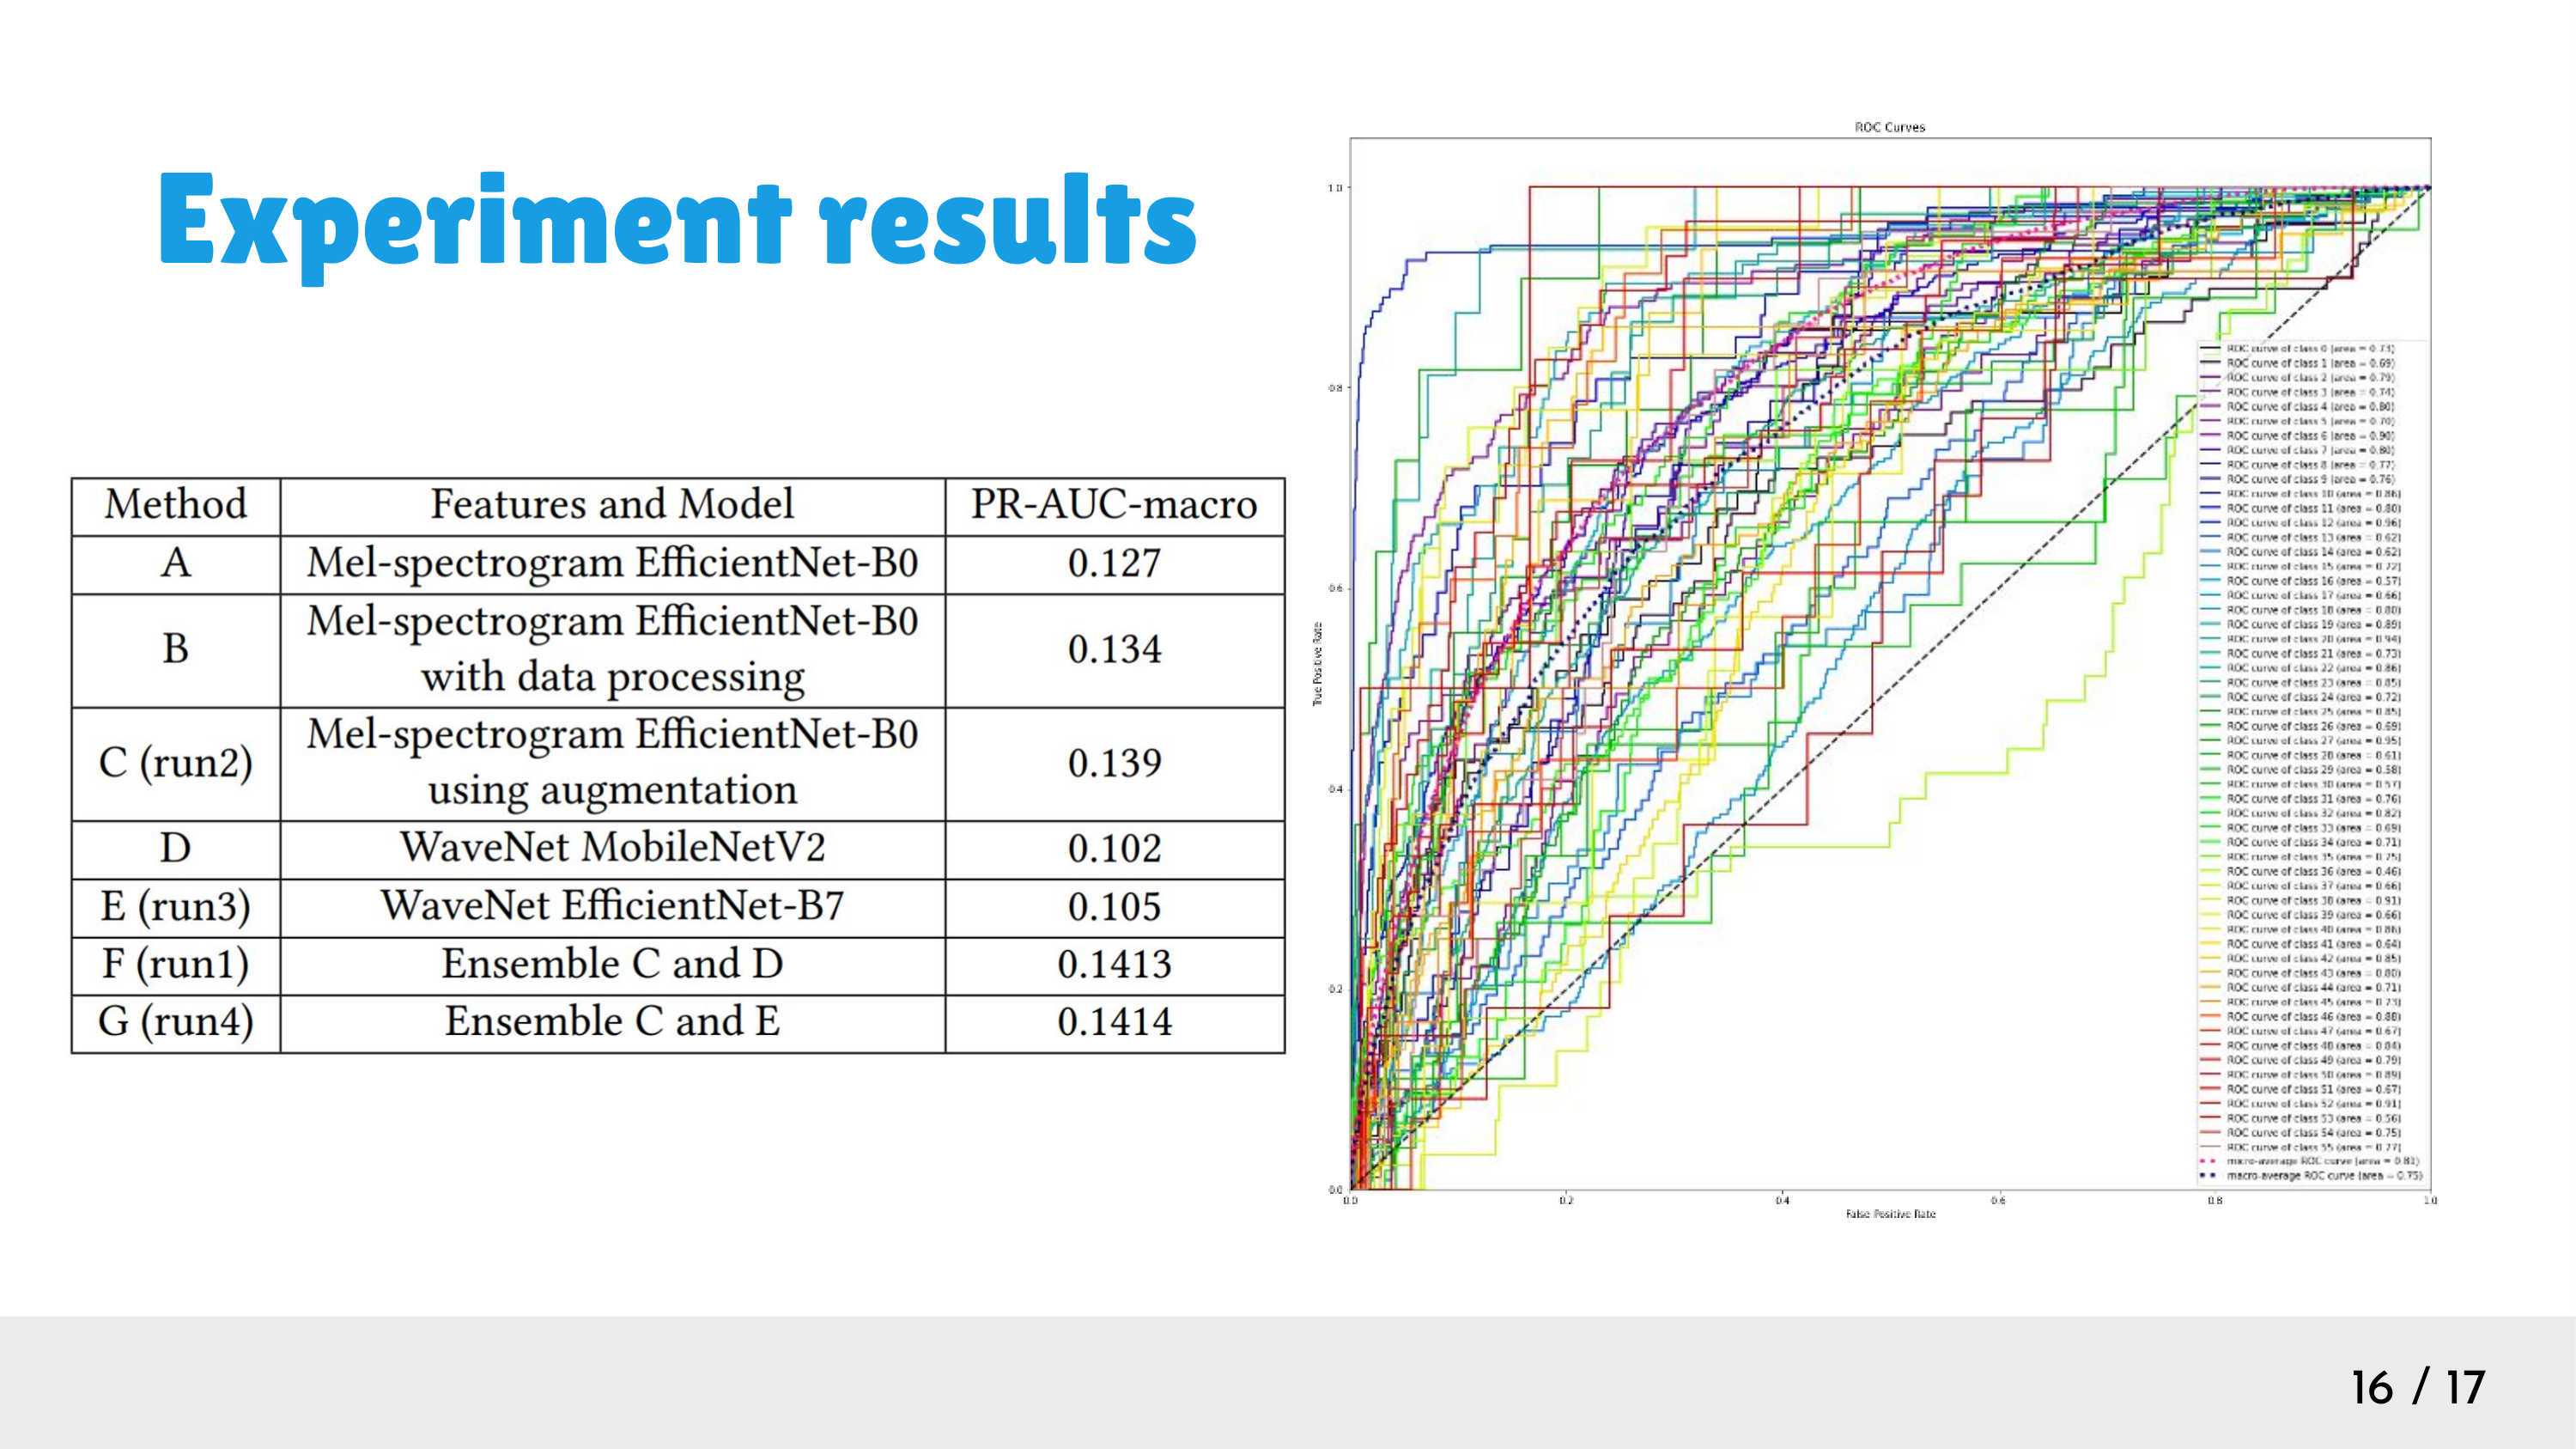 Experiment results
Method Features and Model PR-AUC-macro
A Mel-spectrogram EfficientNet-B0 0.127
B Mel-spectrogram EfficientNet-B0
with data processing 0.134
C (run2) Mel-spectrogram EfficientNet-B0
using augmentation 0.139
D WaveNet MobileNetV2 0.102
E (run3) WaveNet EfficientNet-B7 0.105
F (run1) Ensemble C and D 0.1413
G (run4) Ensemble C and E 0.1414
ROC Curves
True Positive Rate
1.0
0.8
0.6
0.4
0.2
0.0
0.0 0.2 0.4 0.6 0.8 1.0
False Positive Rate
ROC curve of class 0 (area = 0.73)
ROC curve of class 1 (area = 0.69)
ROC curve of class 2 (area = 0.79)
ROC curve of class 3 (area = 0.74)
ROC curve of class 4 (area = 0.80)
ROC curve of class 5 (area = 0.70)
ROC curve of class 6 (area = 0.90)
ROC curve of class 7 (area = 0.80)
ROC curve of class 8 (area = 0.77)
ROC curve of class 9 (area = 0.76)
ROC curve of class 10 (area = 0.86)
ROC curve of class 11 (area = 0.80)
ROC curve of class 12 (area = 0.96)
ROC curve of class 13 (area = 0.62)
ROC curve of class 14 (area = 0.62)
ROC curve of class 15 (area = 0.72)
ROC curve of class 16 (area = 0.57)
ROC curve of class 17 (area = 0.66)
ROC curve of class 18 (area = 0.80)
ROC curve of class 19 (area = 0.89)
ROC curve of class 20 (area = 0.94)
ROC curve of class 21 (area = 0.73)
ROC curve of class 22 (area = 0.86)
ROC curve of class 23 (area = 0.85)
ROC curve of class 24 (area = 0.72)
ROC curve of class 25 (area = 0.85)
ROC curve of class 26 (area = 0.69)
ROC curve of class 27 (area = 0.95)
ROC curve of class 28 (area = 0.61)
ROC curve of class 29 (area = 0.58)
ROC curve of class 30 (area = 0.57)
ROC curve of class 31 (area = 0.76)
ROC curve of class 32 (area = 0.82)
ROC curve of class 33 (area = 0.69)
ROC curve of class 34 (area = 0.71)
ROC curve of class 35 (area = 0.75)
ROC curve of class 36 (area = 0.46)
ROC curve of class 37 (area = 0.66)
ROC curve of class 38 (area = 0.91)
ROC curve of class 39 (area = 0.66)
ROC curve of class 40 (area = 0.86)
ROC curve of class 41 (area = 0.64)
ROC curve of class 42 (area = 0.85)
ROC curve of class 43 (area = 0.80)
ROC curve of class 44 (area = 0.71)
ROC curve of class 45 (area = 0.73)
ROC curve of class 46 (area = 0.88)
ROC curve of class 47 (area = 0.67)
ROC curve of class 48 (area = 0.84)
ROC curve of class 49 (area = 0.79)
ROC curve of class 50 (area = 0.89)
ROC curve of class 51 (area = 0.67)
ROC curve of class 52 (area = 0.91)
ROC curve of class 53 (area = 0.56)
ROC curve of class 54 (area = 0.75)
ROC curve of class 55 (area = 0.77)
micro-average ROC curve (area = 0.81)
macro-average ROC curve (area = 0.75)
16 / 17